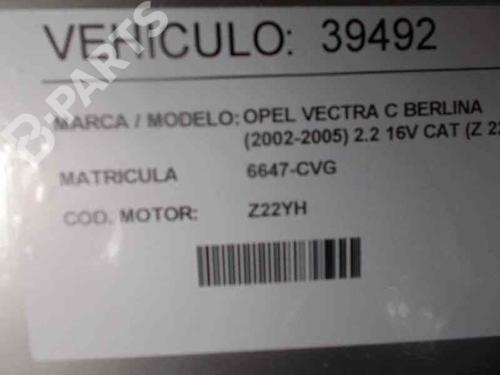 VEHICULO: 39492
MARCA / MODELO: OPEL VECTRA C BERLINA
(2002-2005) 2.2 16V CAT (Z 22
MATRICULA 6647-CVG
COD. MOTOR: Z22YH
B-PARTS